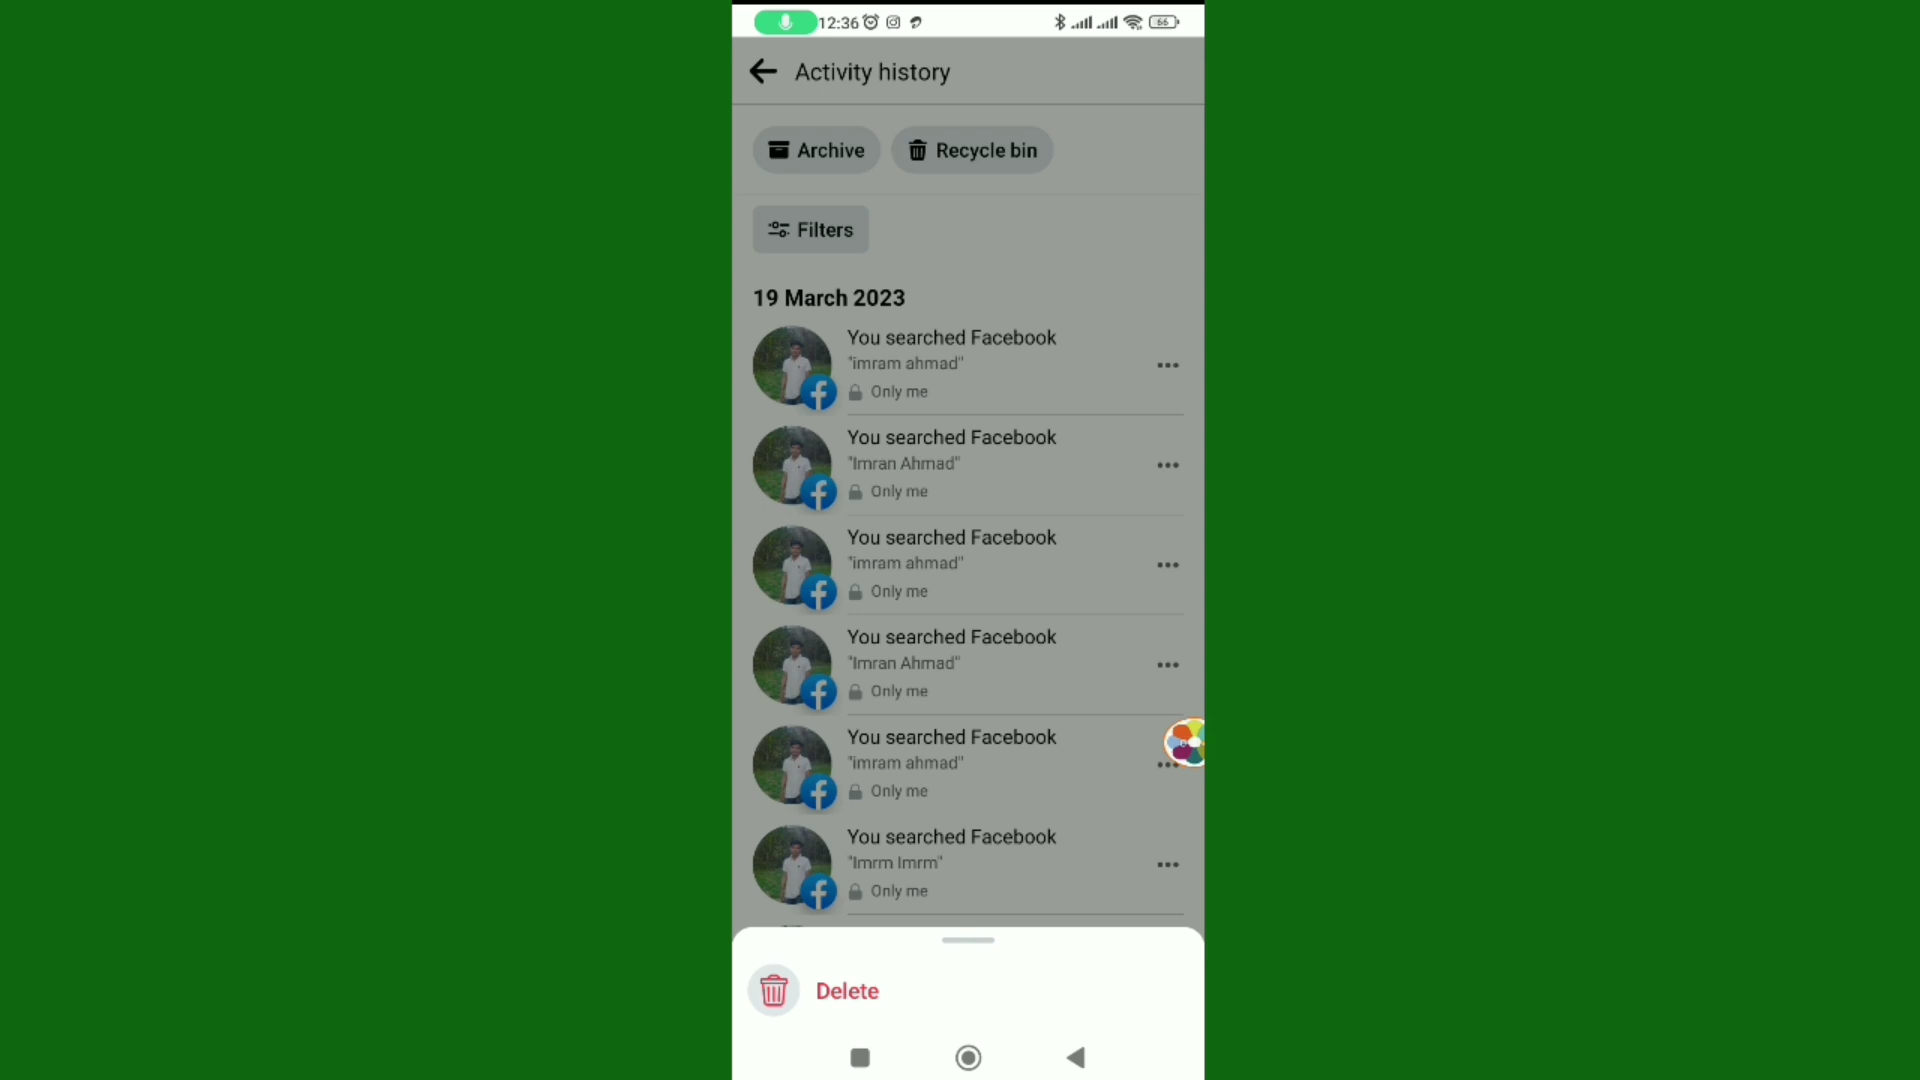 12:36
66
Activity history
Archive
Recycle bin
Filters
19 March 2023
You searched Facebook
"imram ahmad"
Only me
You searched Facebook
"Imran Ahmad"
Only me
You searched Facebook
"imram ahmad"
Only me
You searched Facebook
"Imran Ahmad"
Only me
You searched Facebook
"imram ahmad"
Only me
You searched Facebook
"Imrm Imrm"
Only me
Delete